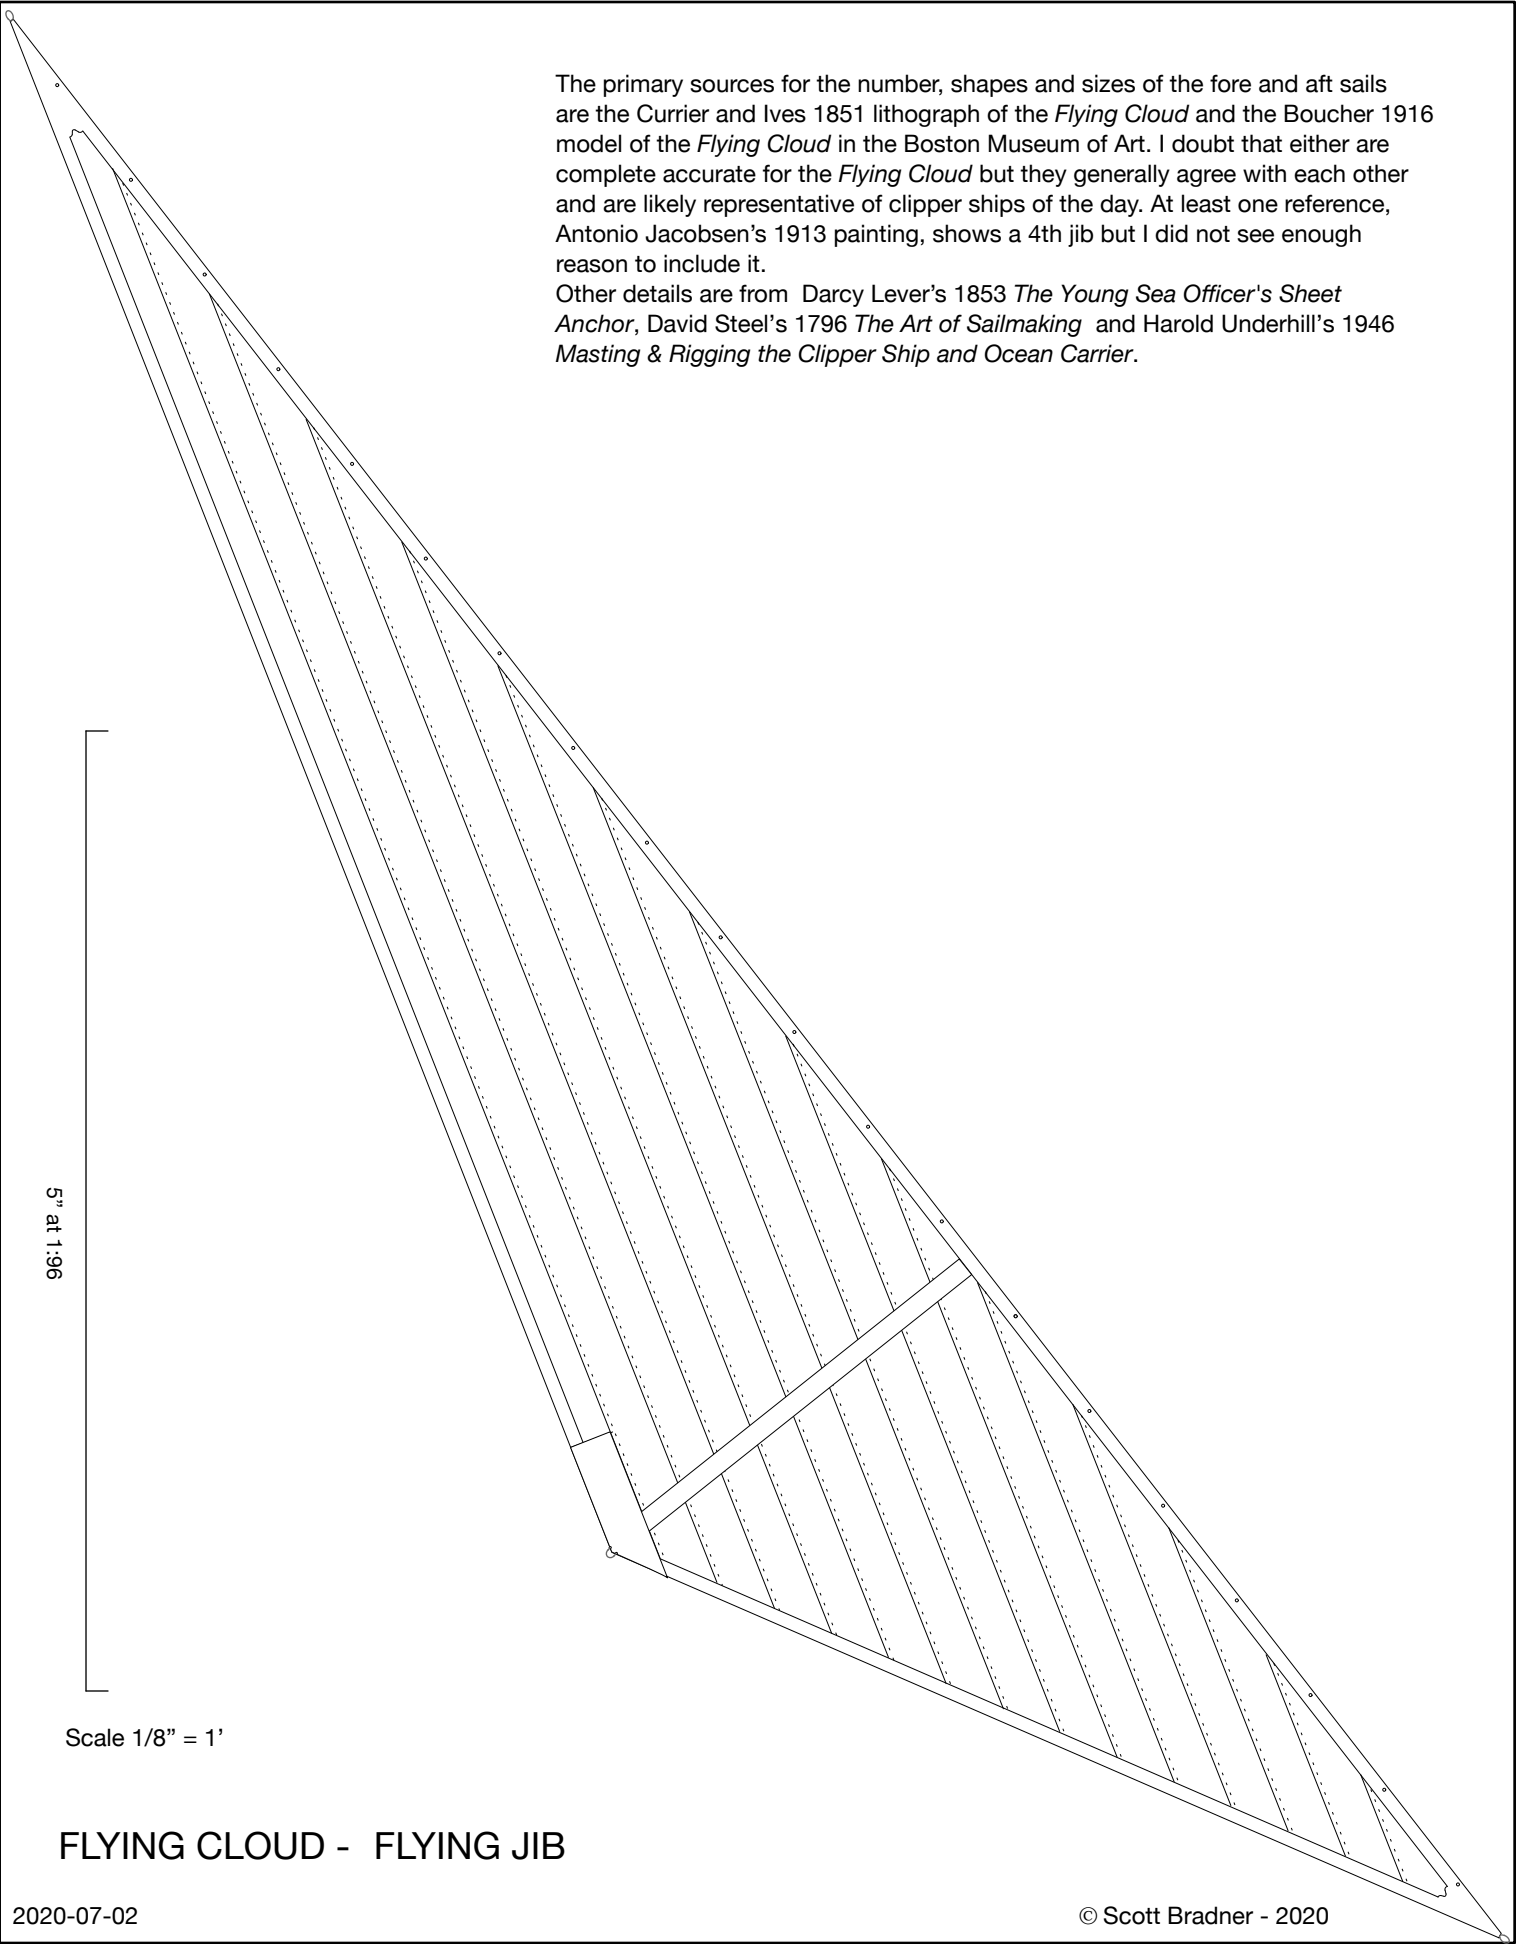 The primary sources for the number, shapes and sizes of the fore and aft sails
are the Currier and Ives 1851 lithograph of the Flying Cloud and the Boucher 1916
model of the Flying Cloud in the Boston Museum of Art. I doubt that either are
complete accurate for the Flying Cloud but they generally agree with each other
and are likely representative of clipper ships of the day. At least one reference,
Antonio Jacobsen’s 1913 painting, shows a 4th jib but I did not see enough
reason to include it.
Other details are from  Darcy Lever’s 1853 The Young Sea Officer's Sheet
Anchor, David Steel’s 1796 The Art of Sailmaking  and Harold Underhill’s 1946
Masting & Rigging the Clipper Ship and Ocean Carrier.
5” at 1:96
Scale 1/8” = 1’
FLYING CLOUD -  FLYING JIB
2020-07-02
© Scott Bradner - 2020